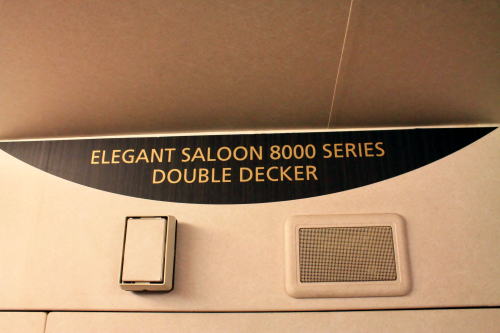 ELEGANT SALOON 8000 SERIES
DOUBLE DECKER